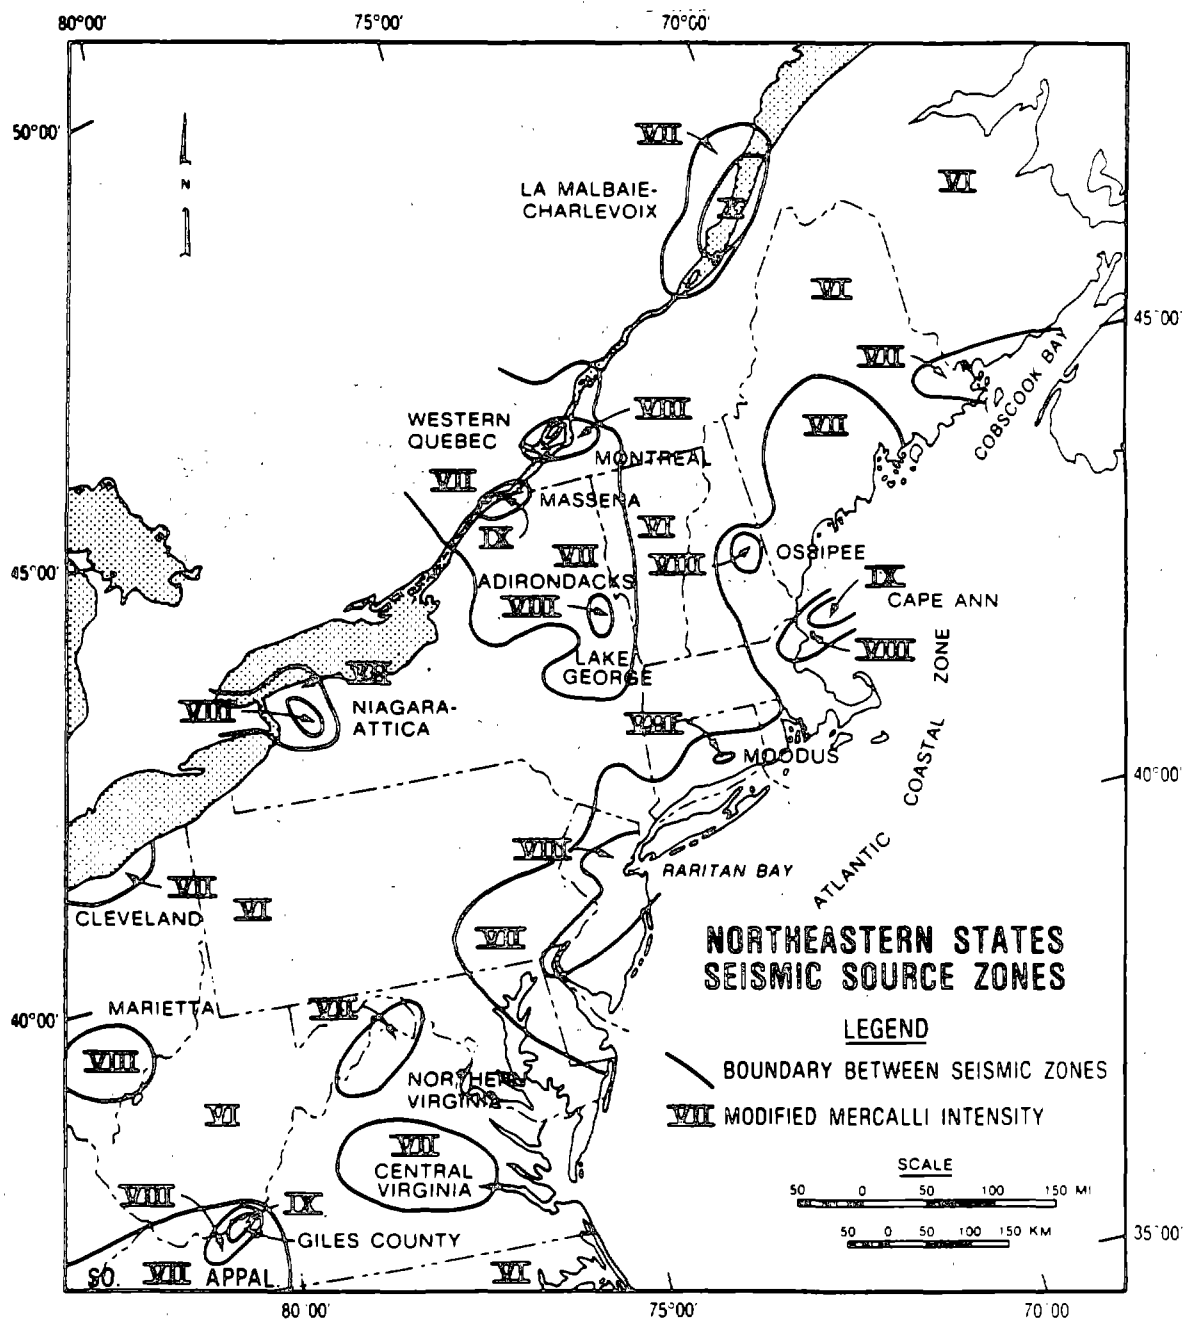 80°00'
75°00'
70°00'
50°00'
N
VII
LA MALBAIE-
CHARLEVOIX
VI
VI
45°00'
VII
COBSCOOK BAY
VII
WESTERN
QUEBEC
VIII
MONTREAL
VII
MASSENA
IX
VI
VII
VIII
OSSIPEE
45°00'
ADIRONDACKS
IX
VIII
CAPE ANN
VIII
LAKE
GEORGE
VIII
NIAGARA-
ATTICA
MOODUS
ATLANTIC COASTAL ZONE
40°00'
VIII
RARITAN BAY
VII
CLEVELAND
VI
VII
NORTHEASTERN STATES
SEISMIC SOURCE ZONES
MARIETTA
VII
40°00'
LEGEND
VIII
BOUNDARY BETWEEN SEISMIC ZONES
NORTHERN
VIRGINIA
VII MODIFIED MERCALLI INTENSITY
VI
VII
CENTRAL
VIRGINIA
SCALE
50 0 50 100 150 MI
50 0 50 100 150 KM
VIII
IX
GILES COUNTY
35°00'
SO. VII APPAL.
VI
80°00'
75°00'
70°00'